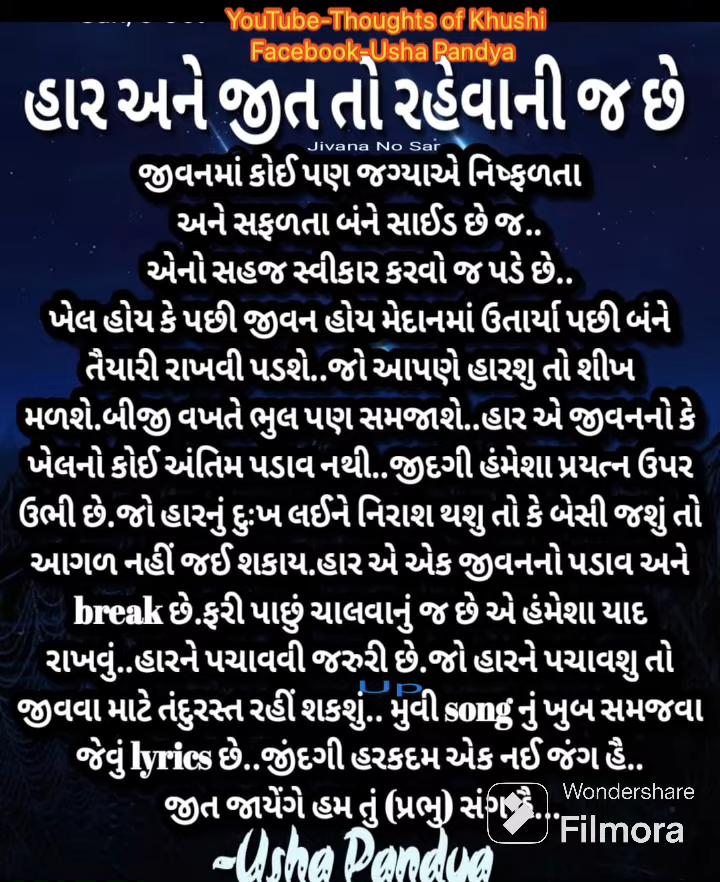 YouTube-Thoughts of Khushi
Facebook-Usha Pandya
હાર અને જીત તો રહેવાની જ છે
Jivana No Sar
જીવનમાં કોઈ પણ જગ્યાએ નિષ્ફળતા
અને સફળતા બંને સાઈડ છે જ..
એનો સહજ સ્વીકાર કરવો જ પડે છે..
ખેલ હોય કે પછી જીવન હોય મેદાનમાં ઉતાર્યા પછી બંને
તૈયારી રાખવી પડશે..જો આપણે હારશુ તો શીખ
મળશે.બીજી વખતે ભુલ પણ સમજાશે..હાર એ જીવનનો કે
ખેલનો કોઈ અંતિમ પડાવ નથી..જીદગી હંમેશા પ્રયત્ન ઉપર
ઉભી છે.જો હારનું દુઃખ લઈને નિરાશ થશુ તો કે બેસી જશું તો
આગળ નહીં જઈ શકાય.હાર એ એક જીવનનો પડાવ અને
break છે.ફરી પાછું ચાલવાનું જ છે એ હંમેશા યાદ
રાખવું..હારને પચાવવી જરુરી છે.જો હારને પચાવશુ તો
Up
જીવવા માટે તંદુરસ્ત રહીં શકશું.. મુવી song નું ખુબ સમજવા
જેવું lyrics છે..જીંદગી હરકદમ એક નઈ જંગ હૈ..
જીત જાયેંગે હમ તું (પ્રભુ) સંગ હૈ...
Wondershare
Filmora
~Usha Pandya